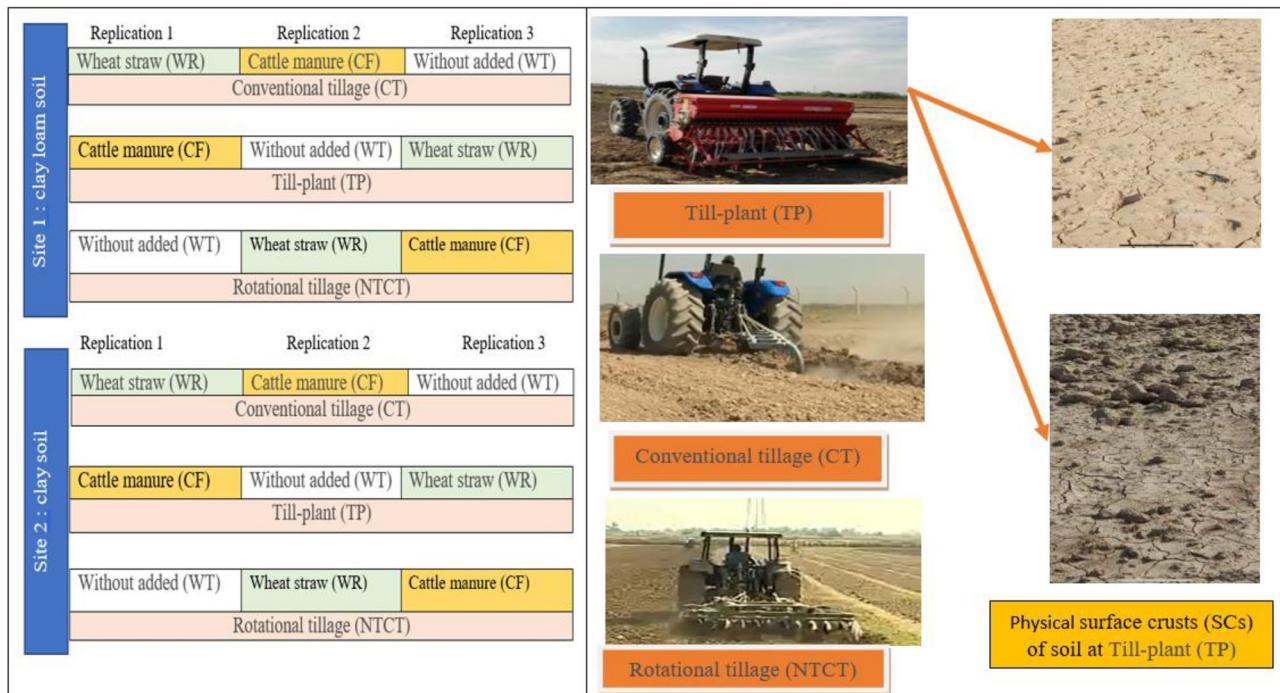 Site 1 : clay loam soil
Replication 1 Replication 2 Replication 3
Wheat straw (WR) Cattle manure (CF) Without added (WT)
Conventional tillage (CT)
Cattle manure (CF) Without added (WT) Wheat straw (WR)
Till-plant (TP)
Without added (WT) Wheat straw (WR) Cattle manure (CF)
Rotational tillage (NTCT)
Site 2 : clay soil
Replication 1 Replication 2 Replication 3
Wheat straw (WR) Cattle manure (CF) Without added (WT)
Conventional tillage (CT)
Cattle manure (CF) Without added (WT) Wheat straw (WR)
Till-plant (TP)
Without added (WT) Wheat straw (WR) Cattle manure (CF)
Rotational tillage (NTCT)
Till-plant (TP)
Conventional tillage (CT)
Rotational tillage (NTCT)
Physical surface crusts (SCs)
of soil at Till-plant (TP)